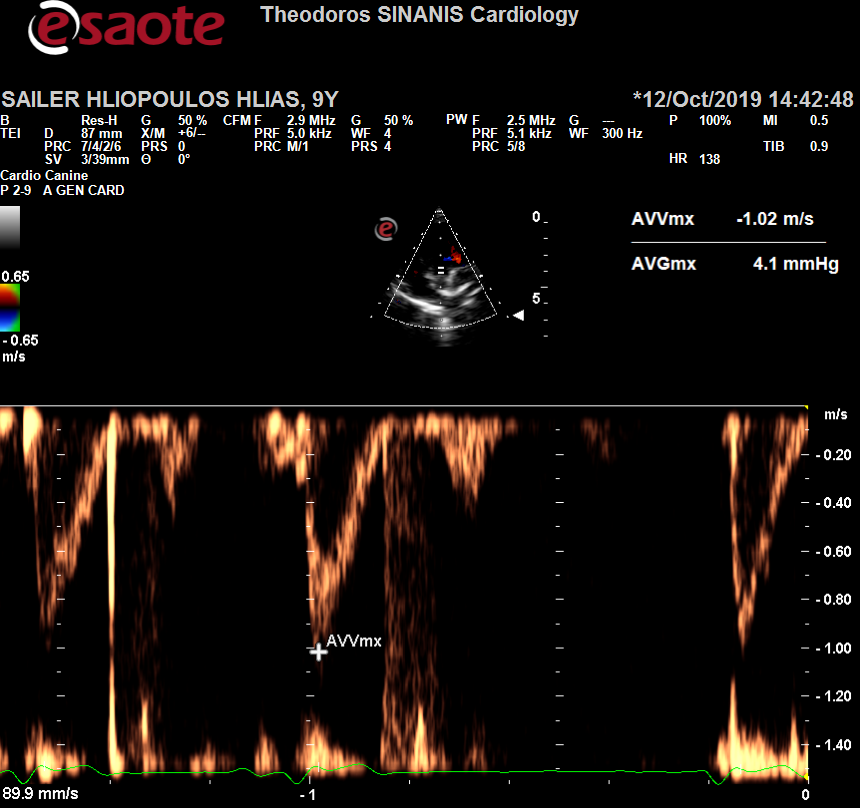 esaote
Theodoros SINANIS Cardiology
SAILER HLIOPOULOS HLIAS, 9Y *12/Oct/2019 14:42:48
B Res-H G 50 % CFM F 2.9 MHz G 50 % PW F 2.5 MHz G --- P 100% MI 0.5
TEI D 87 mm X/M +6/-- PRF 5.0 kHz WF 4 PRF 5.1 kHz WF 300 Hz
PRC 7/4/2/6 PRS 0 PRC M/1 PRS 4 PRC 5/8 TIB 0.9
SV 3/39mm Θ 0° HR 138
Cardio Canine
P 2-9 A GEN CARD
e
0
AVVmx -1.02 m/s
AVGmx 4.1 mmHg
0.65
5
- 0.65
m/s
m/s
- 0.20
- 0.40
- 0.60
- 0.80
AVVmx
- 1.00
- 1.20
- 1.40
89.9 mm/s -1 0